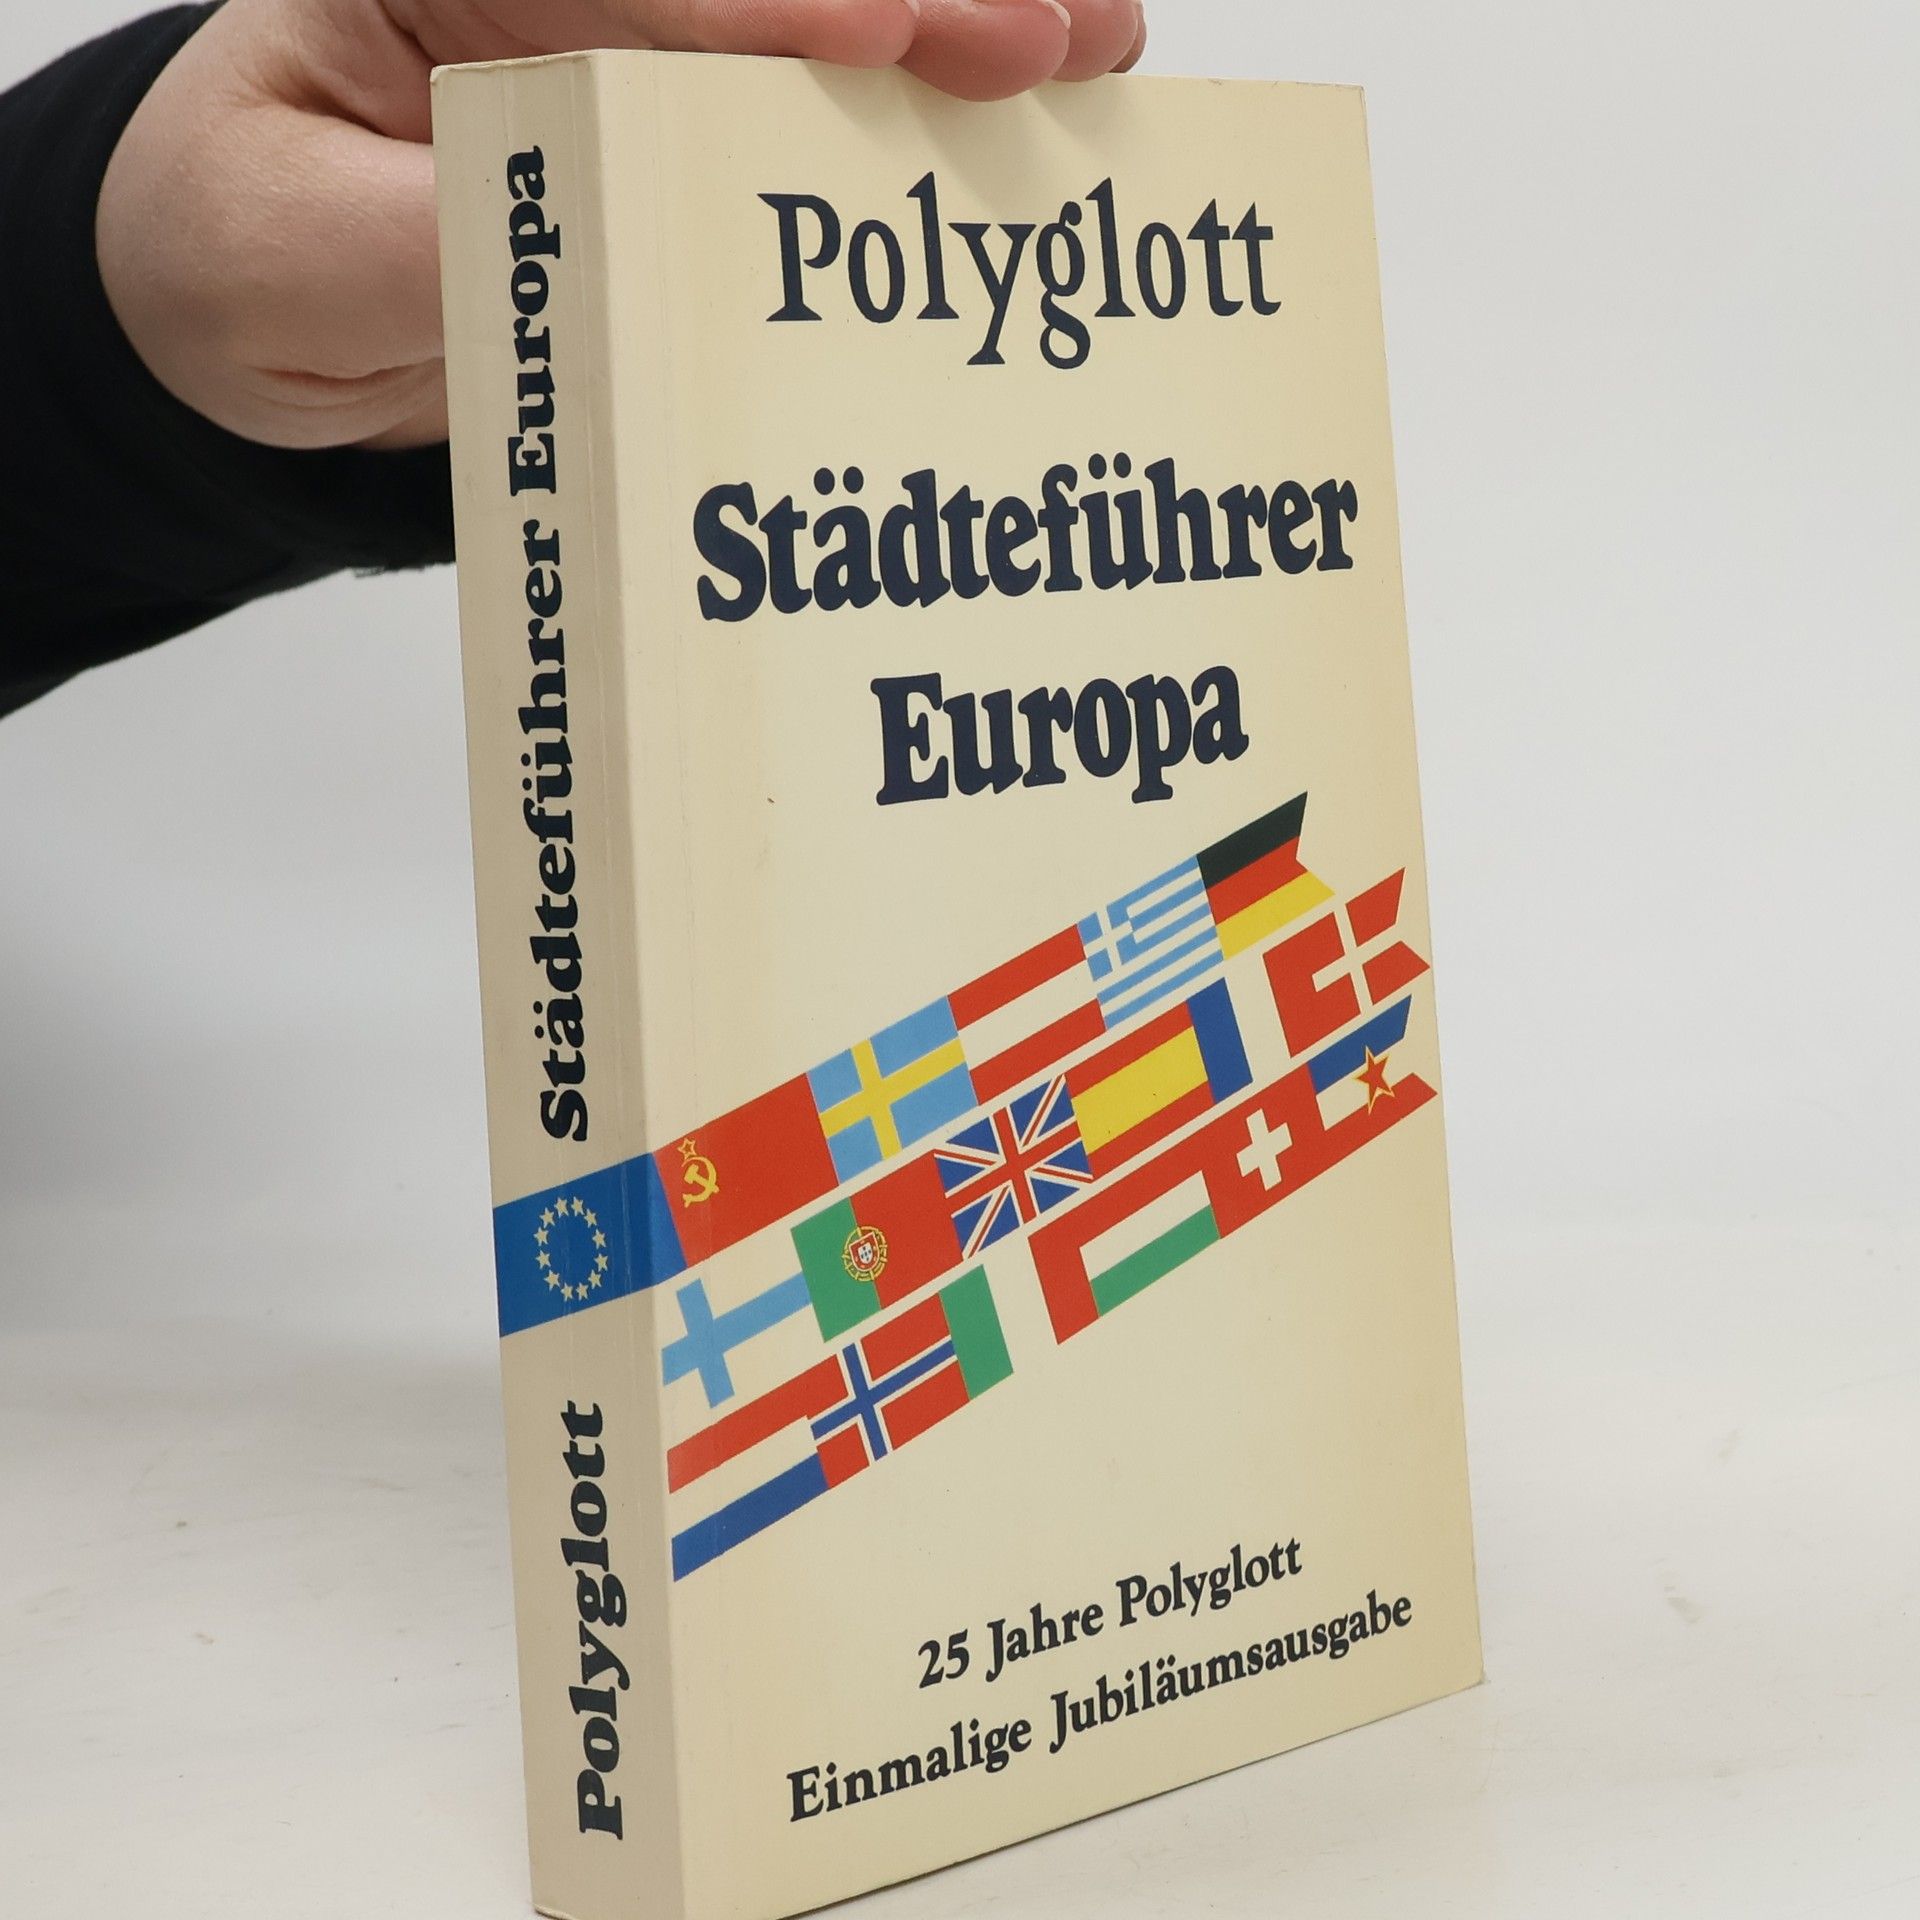 Polyglott Städteführer Europa
Polyglott
Städteführer
Europa
25 Jahre Polyglott
Einmalige Jubiläumsausgabe